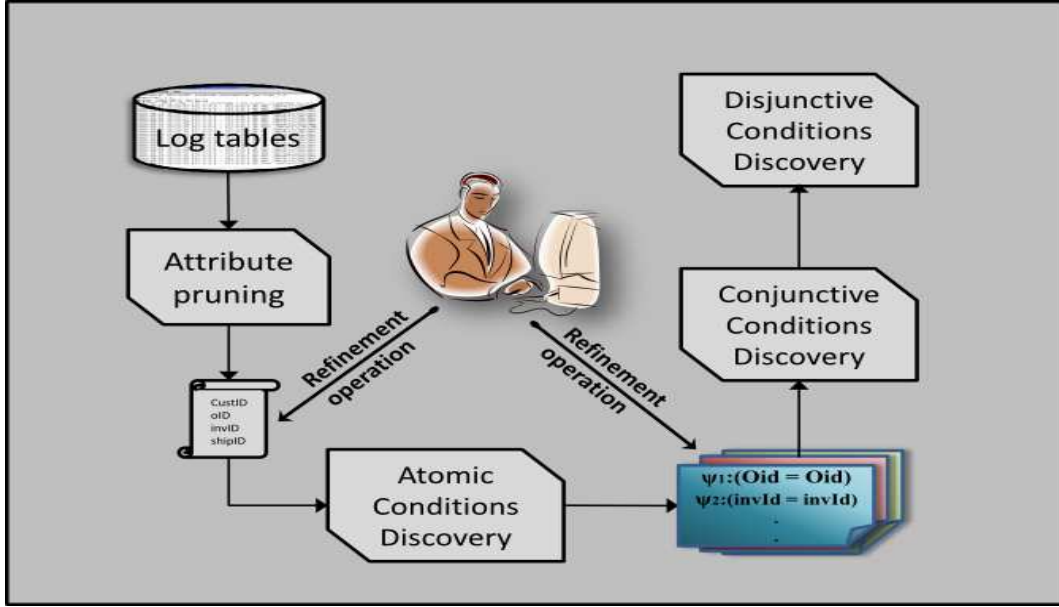 Log tables
Attribute
pruning
CustID
oID
invID
shipID
Refinement
operation
Atomic
Conditions
Discovery
Refinement
operation
ψ1:(Oid = Oid)
ψ2:(invId = invId)
.
.
Conjunctive
Conditions
Discovery
Disjunctive
Conditions
Discovery